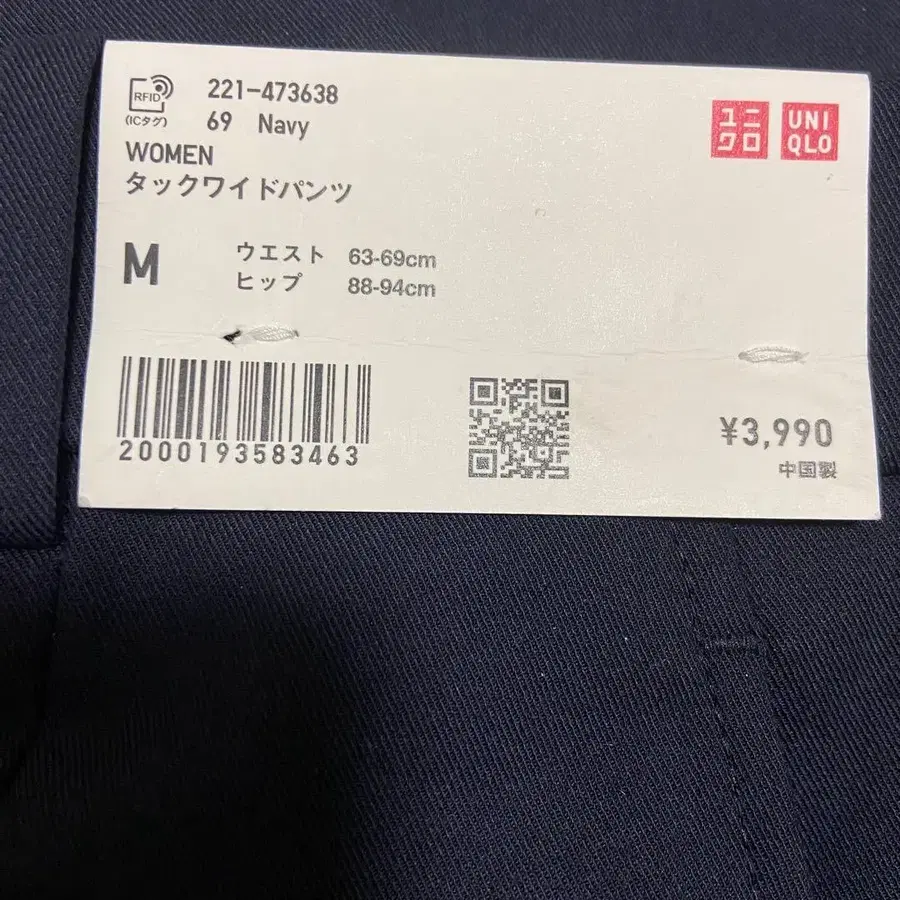 RFID
(ICタグ)
221-473638
69 Navy
WOMEN
タックワイドパンツ
ユニ
クロ
UNI
QLO
M
ウエスト 63-69cm
ヒップ 88-94cm
2000193583463
¥3,990
中国製